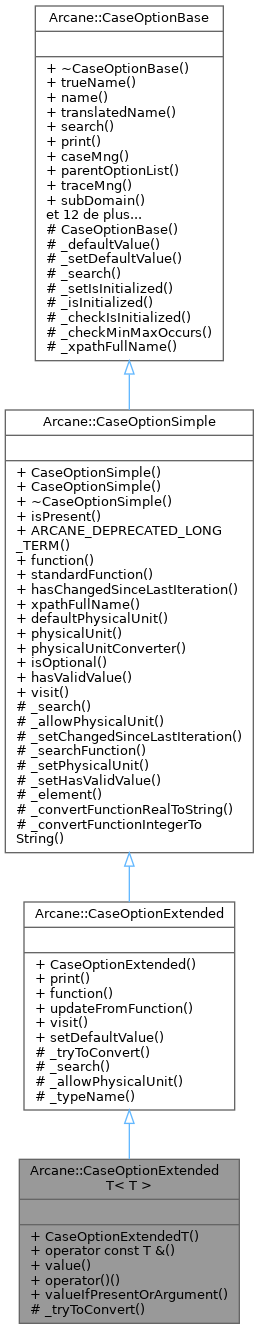 Arcane::CaseOptionBase
+ ~CaseOptionBase()
+ trueName()
+ name()
+ translatedName()
+ search()
+ print()
+ caseMng()
+ parentOptionList()
+ traceMng()
+ subDomain()
et 12 de plus...
# CaseOptionBase()
# _defaultValue()
# _setDefaultValue()
# _search()
# _setIsInitialized()
# _isInitialized()
# _checkIsInitialized()
# _checkMinMaxOccurs()
# _xpathFullName()
Arcane::CaseOptionSimple
+ CaseOptionSimple()
+ CaseOptionSimple()
+ ~CaseOptionSimple()
+ isPresent()
+ ARCANE_DEPRECATED_LONG
_TERM()
+ function()
+ standardFunction()
+ hasChangedSinceLastIteration()
+ xpathFullName()
+ defaultPhysicalUnit()
+ physicalUnit()
+ physicalUnitConverter()
+ isOptional()
+ hasValidValue()
+ visit()
# _search()
# _allowPhysicalUnit()
# _setChangedSinceLastIteration()
# _searchFunction()
# _setPhysicalUnit()
# _setHasValidValue()
# _element()
# _convertFunctionRealToString()
# _convertFunctionIntegerTo
String()
Arcane::CaseOptionExtended
+ CaseOptionExtended()
+ print()
+ function()
+ updateFromFunction()
+ visit()
+ setDefaultValue()
# _tryToConvert()
# _search()
# _allowPhysicalUnit()
# _typeName()
Arcane::CaseOptionExtended
T< T >
+ CaseOptionExtendedT()
+ operator const T &()
+ value()
+ operator()()
+ valueIfPresentOrArgument()
# _tryToConvert()